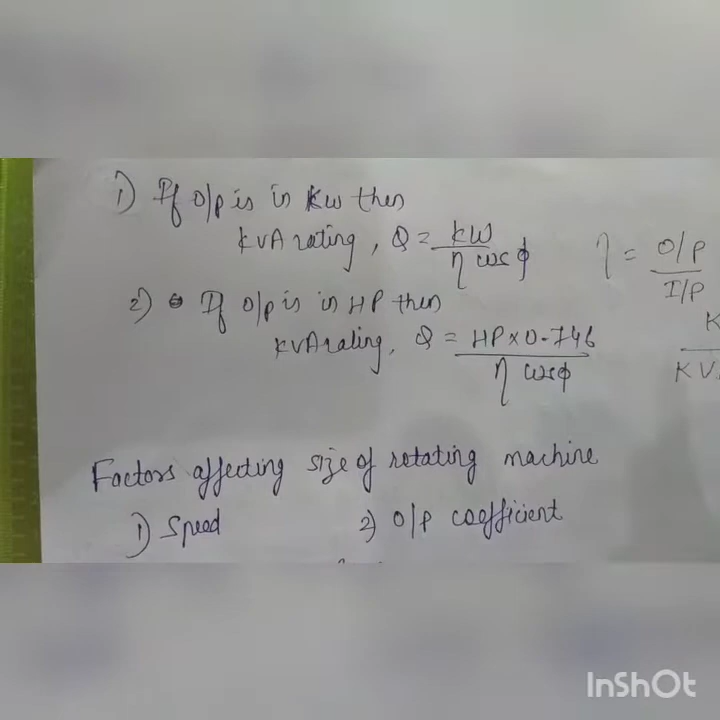 1) If O/P is in kW then
KVA rating, Q = kW / η cos φ
η = O/P / I/P
2) If O/P is in HP then
KVA rating, Q = HP × 0.746 / η cos φ
K
KV
Factors affecting size of rotating machine
1) Speed 2) O/P coefficient
InShOt